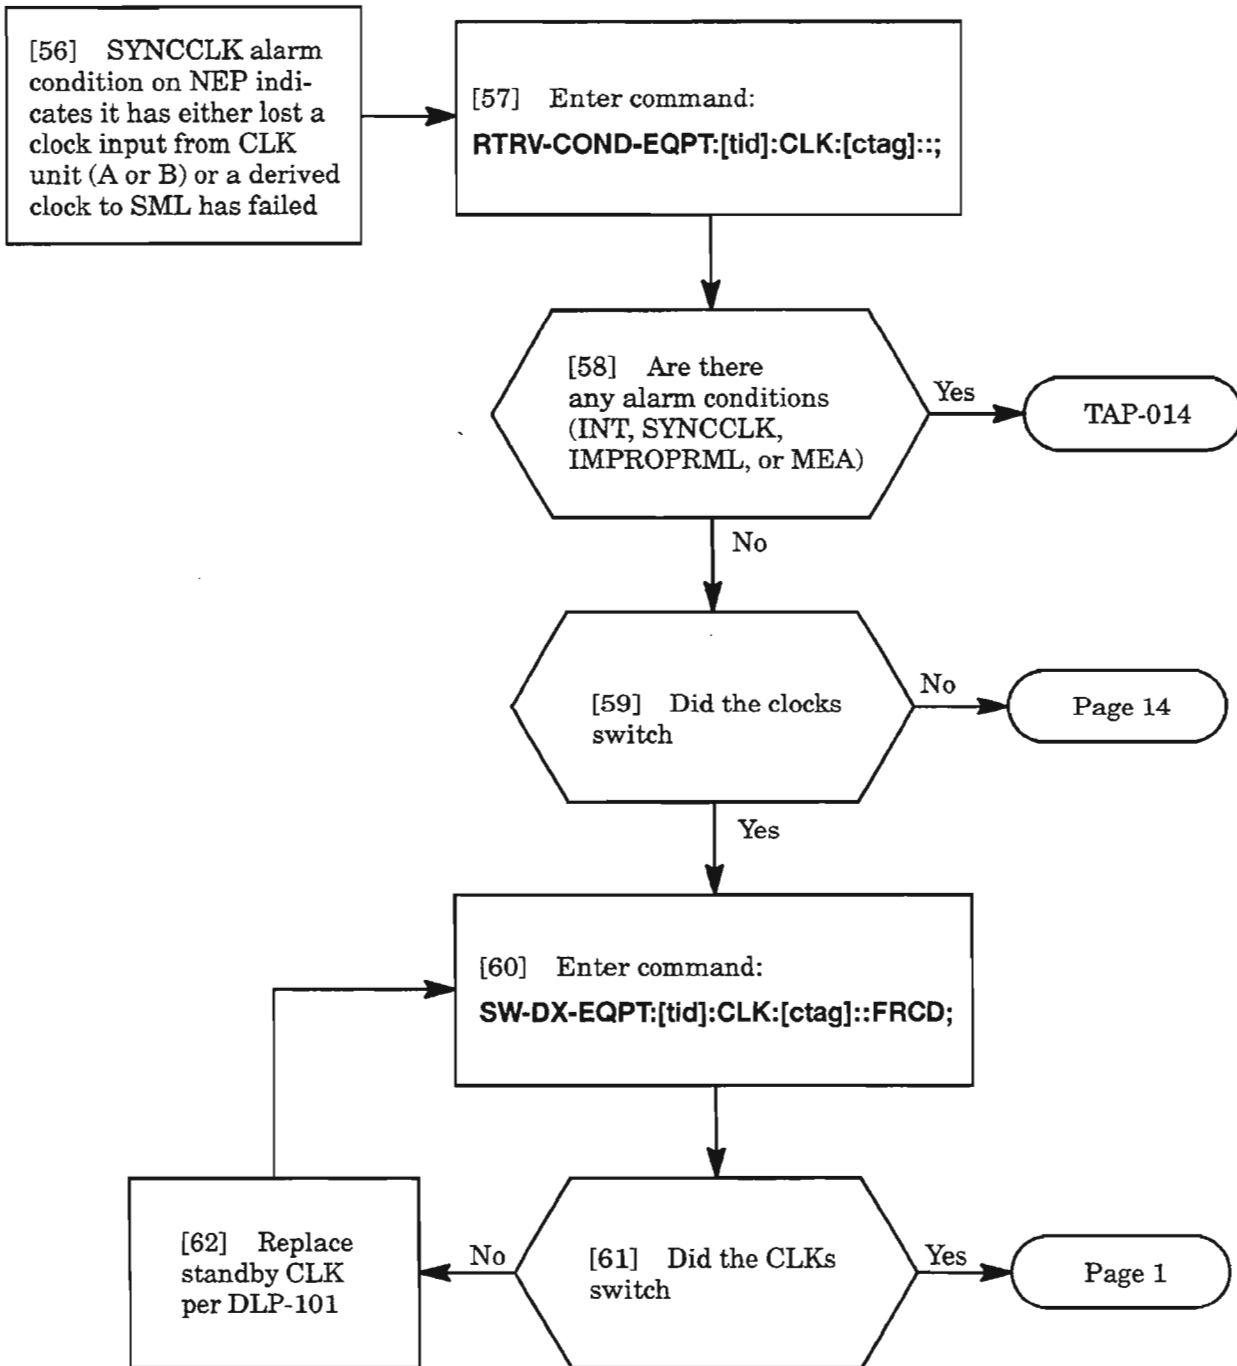 [56] SYNCCLK alarm
condition on NEP indi-
cates it has either lost a
clock input from CLK
unit (A or B) or a derived
clock to SML has failed
[57] Enter command:
RTRV-COND-EQPT:[tid]:CLK:[ctag]::;
[58] Are there
any alarm conditions
(INT, SYNCCLK,
IMPROPRML, or MEA)
Yes
TAP-014
No
[59] Did the clocks
switch
No
Page 14
Yes
[60] Enter command:
SW-DX-EQPT:[tid]:CLK:[ctag]::FRCD;
[61] Did the CLKs
switch
Yes
Page 1
No
[62] Replace
standby CLK
per DLP-101